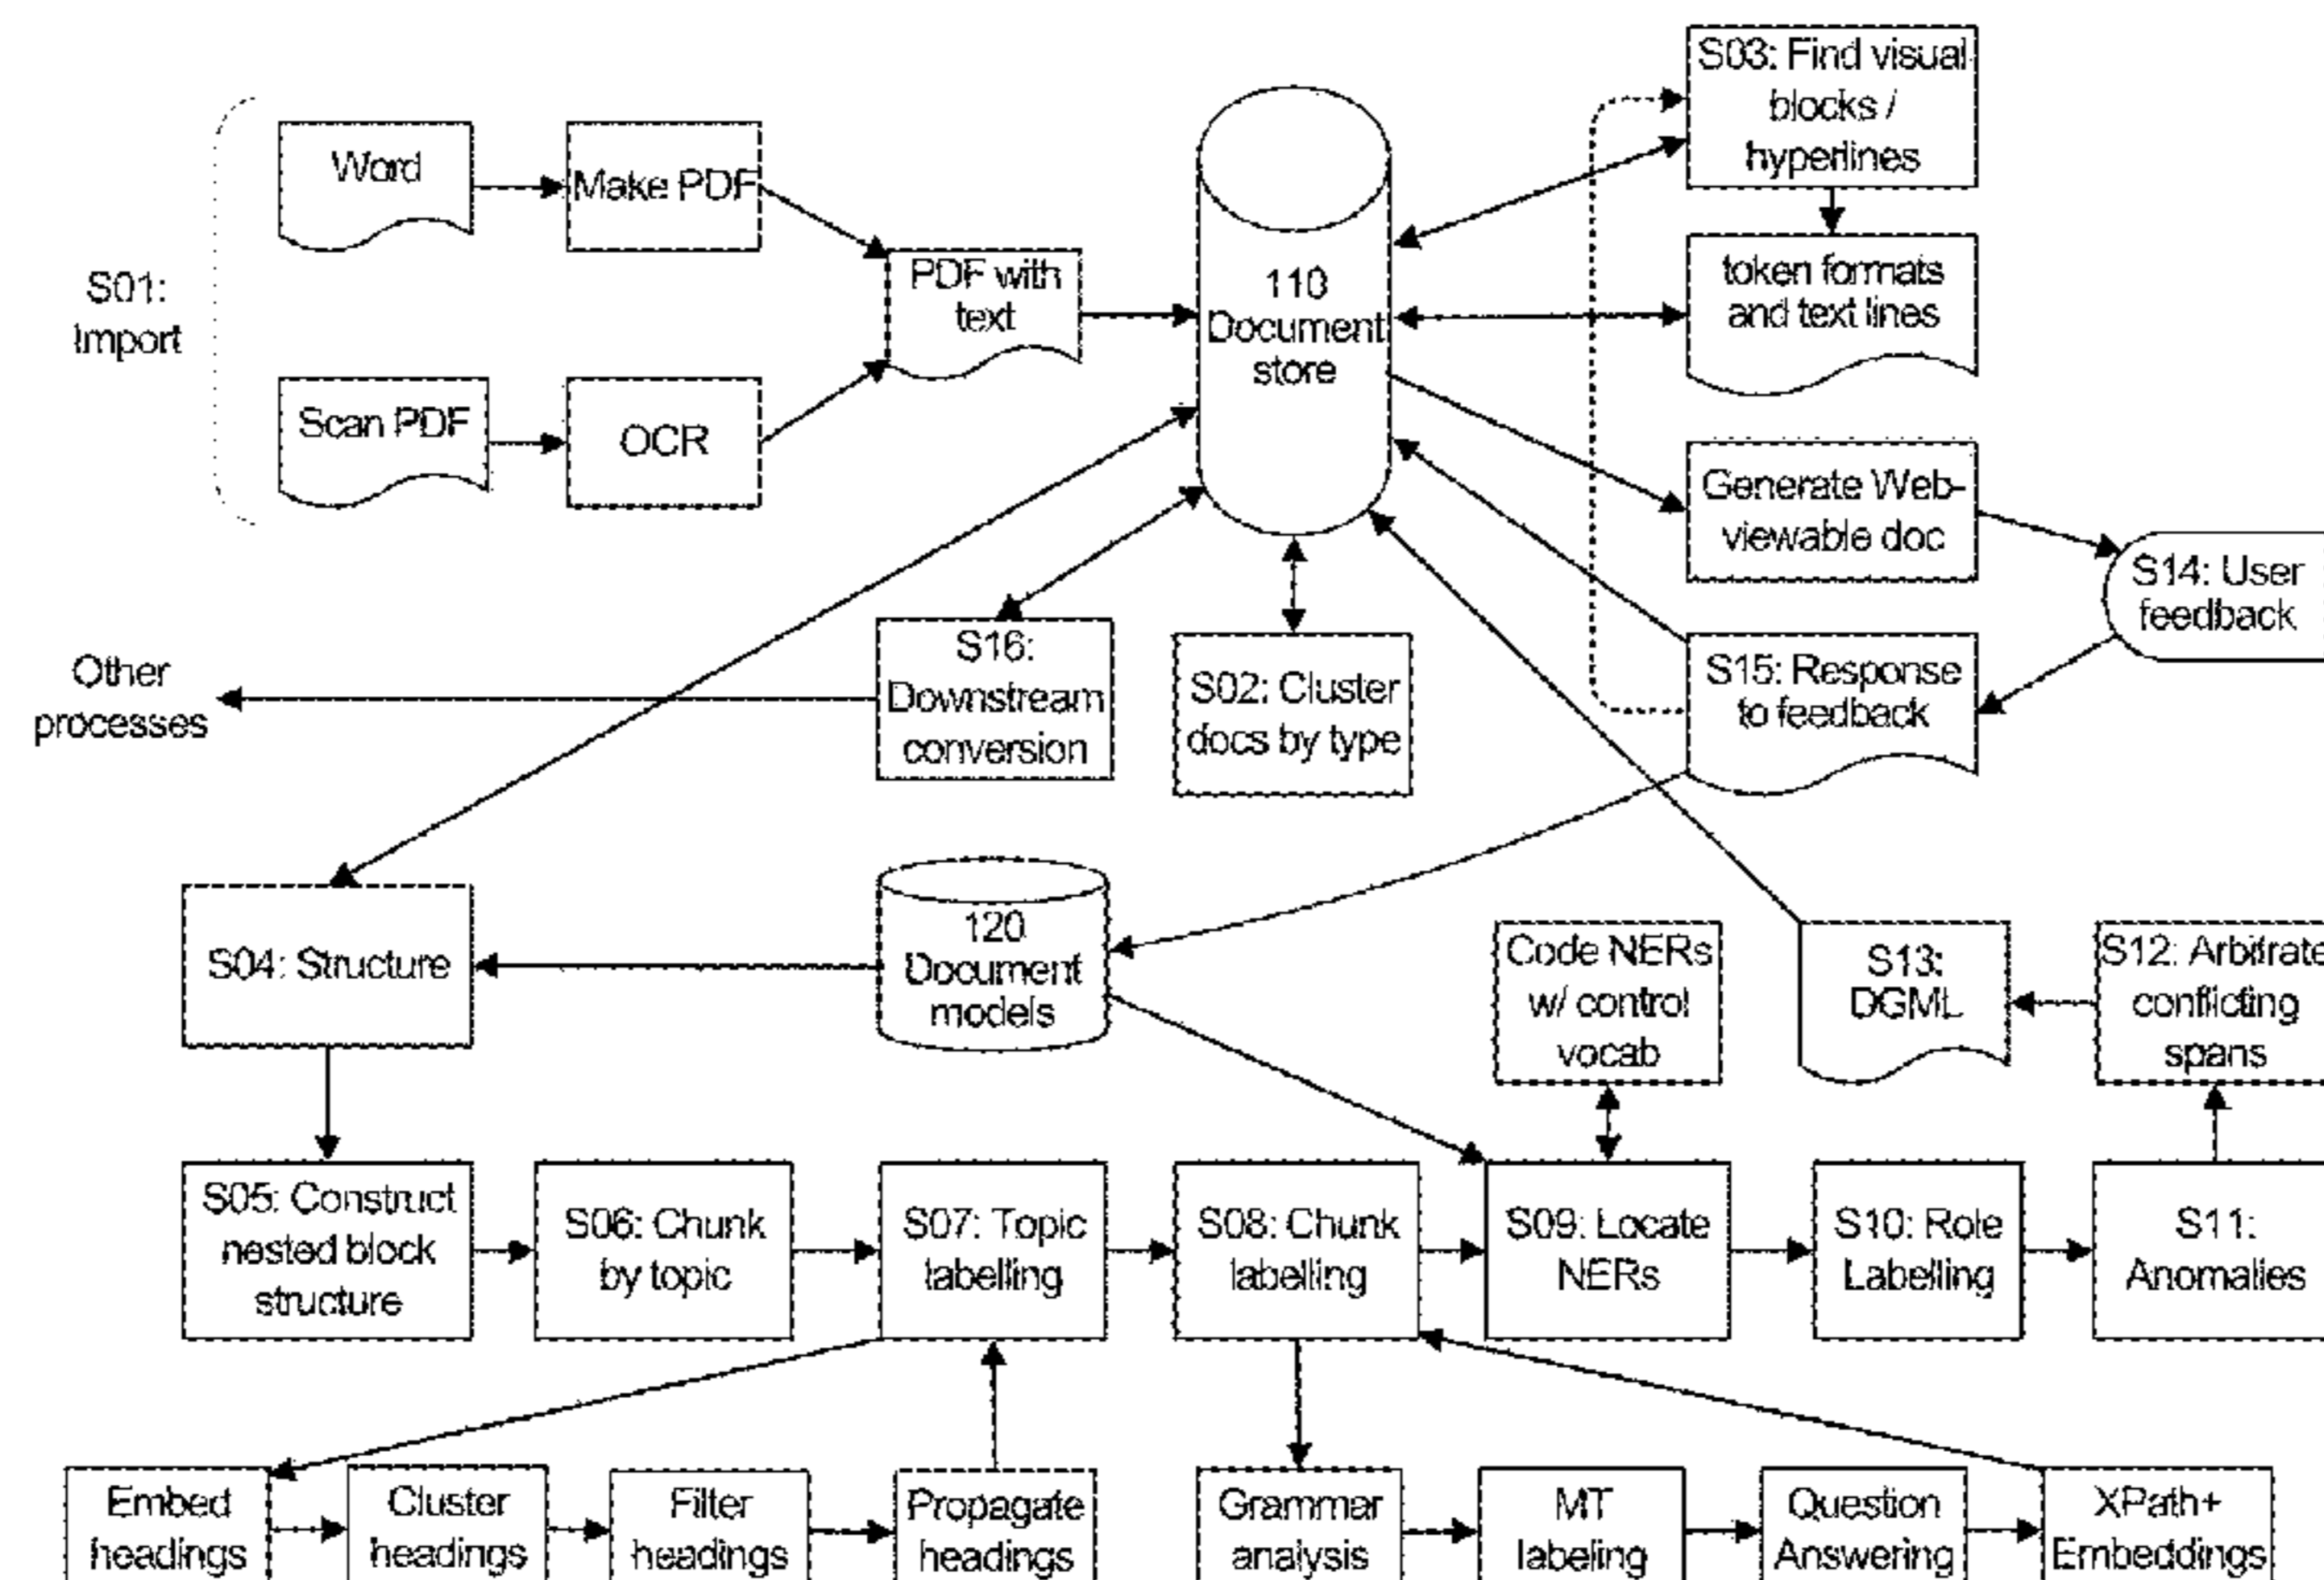 S01:
Import
Word
Make PDF
Scan PDF
OCR
PDF with
text
110
Document
store
S03: Find visual
blocks /
hyperlines
token formats
and text lines
Generate Web-
viewable doc
S14: User
feedback
S15: Response
to feedback
Other
processes
S16:
Downstream
conversion
S02: Cluster
docs by type
S04: Structure
120
Document
models
Code NERs
w/ control
vocab
S13:
DGML
S12: Arbitrate
conflicting
spans
S05: Construct
nested block
structure
S06: Chunk
by topic
S07: Topic
labelling
S08: Chunk
labelling
S09: Locate
NERs
S10: Role
Labelling
S11:
Anomalies
Embed
headings
Cluster
headings
Filter
headings
Propagate
headings
Grammar
analysis
MT
labeling
Question
Answering
XPath+
Embeddings